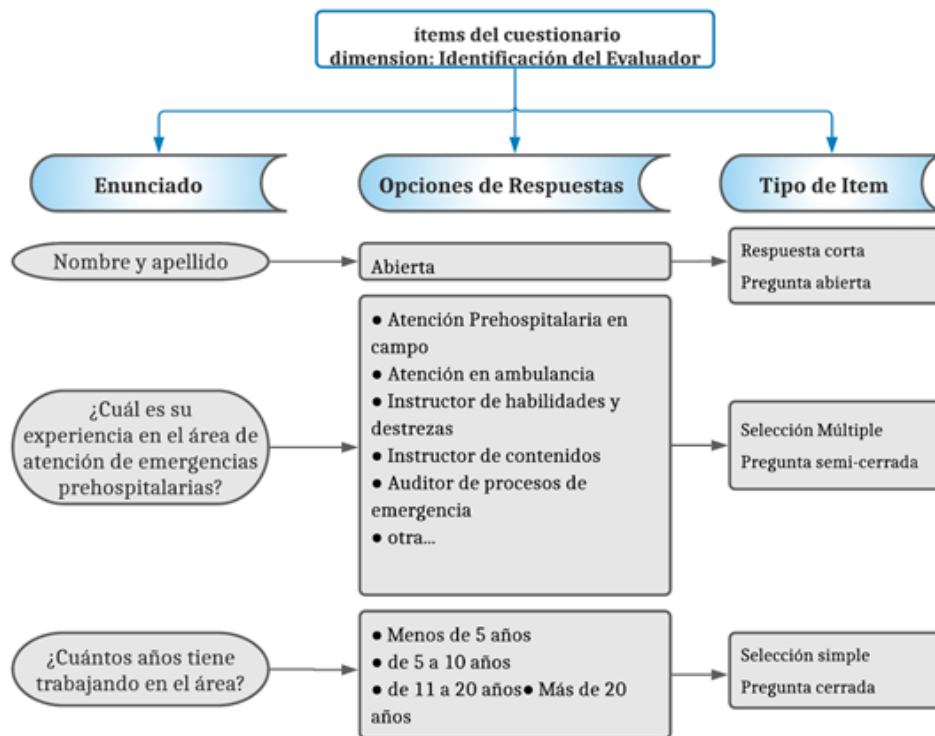 ítems del cuestionario
dimension: Identificación del Evaluador
Enunciado
Opciones de Respuestas
Tipo de Item
Nombre y apellido
Abierta
Respuesta corta
Pregunta abierta
¿Cuál es su
experiencia en el área de
atención de emergencias
prehospitalarias?
● Atención Prehospitalaria en
campo
● Atención en ambulancia
● Instructor de habilidades y
destrezas
● Instructor de contenidos
● Auditor de procesos de
emergencia
● otra...
Selección Múltiple
Pregunta semi-cerrada
¿Cuántos años tiene
trabajando en el área?
● Menos de 5 años
● de 5 a 10 años
● de 11 a 20 años● Más de 20
años
Selección simple
Pregunta cerrada